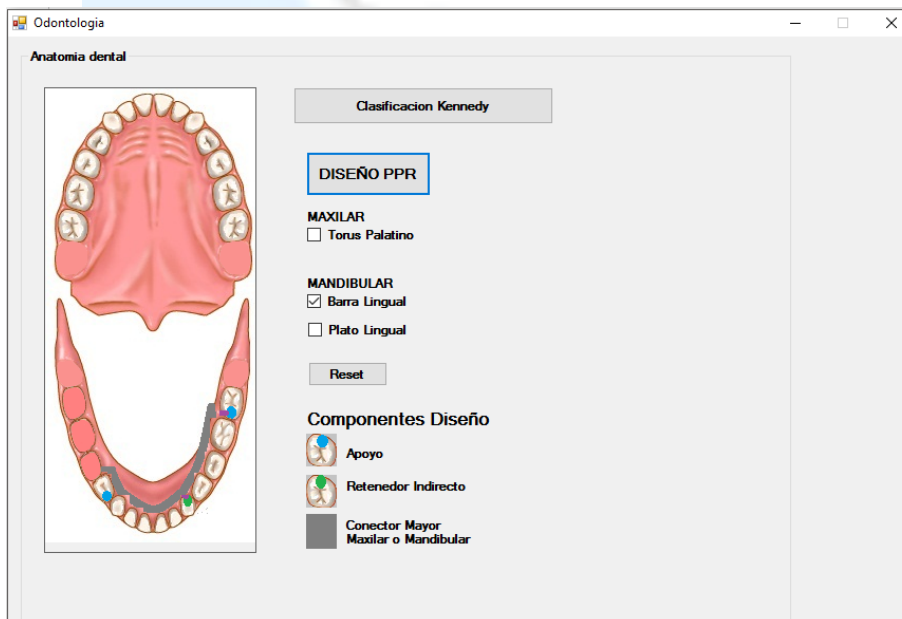 Odontologia
Anatomia dental
Clasificacion Kennedy
DISEÑO PPR
MAXILAR
Torus Palatino
MANDIBULAR
Barra Lingual
Plato Lingual
Reset
Componentes Diseño
Apoyo
Retenedor Indirecto
Conector Mayor
Maxilar o Mandibular